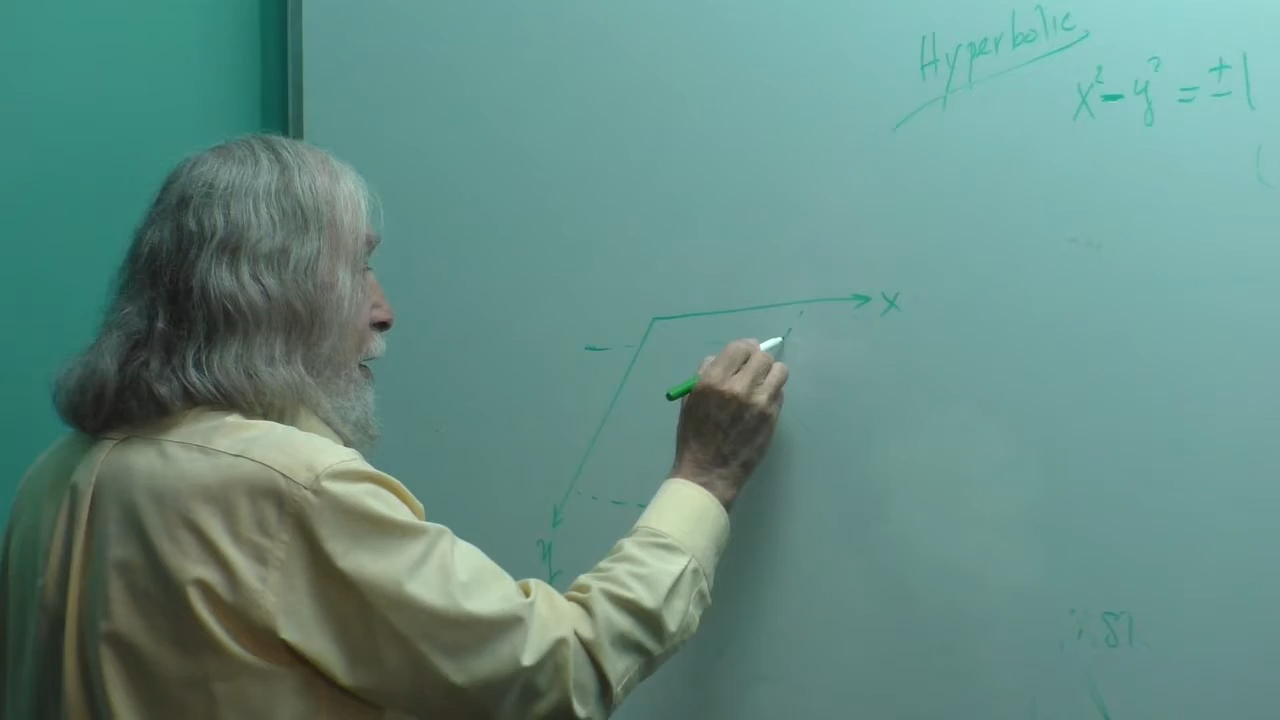 Hyperbolic
x² - y² = ±1
x
y